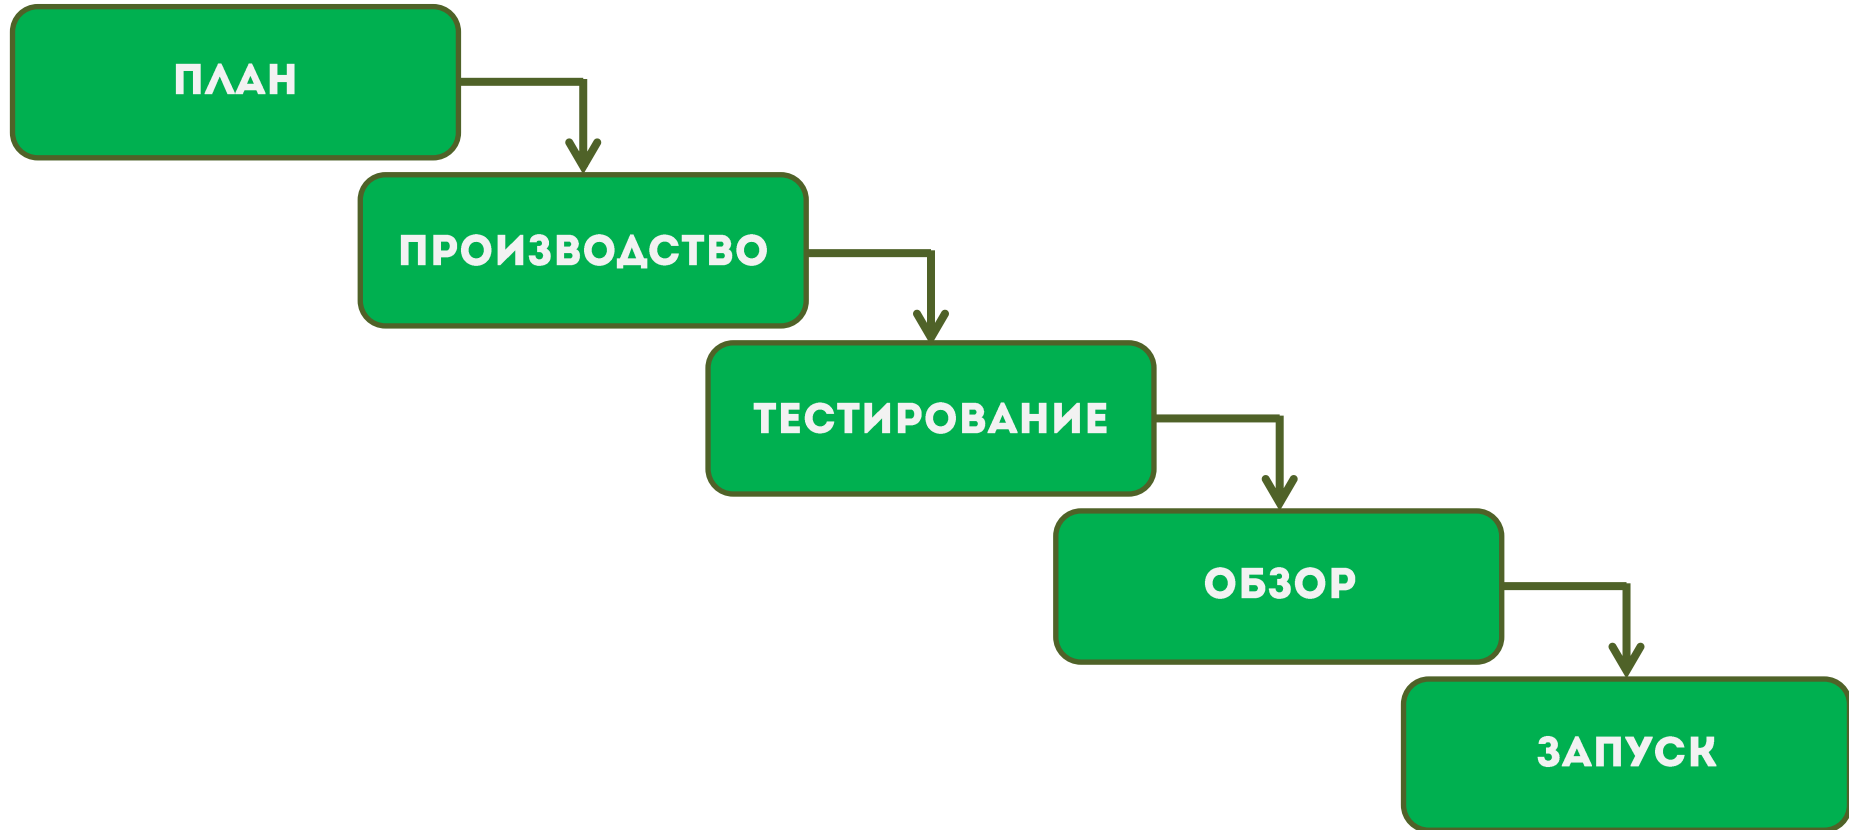 ПЛАН
ПРОИЗВОДСТВО
ТЕСТИРОВАНИЕ
ОБЗОР
ЗАПУСК